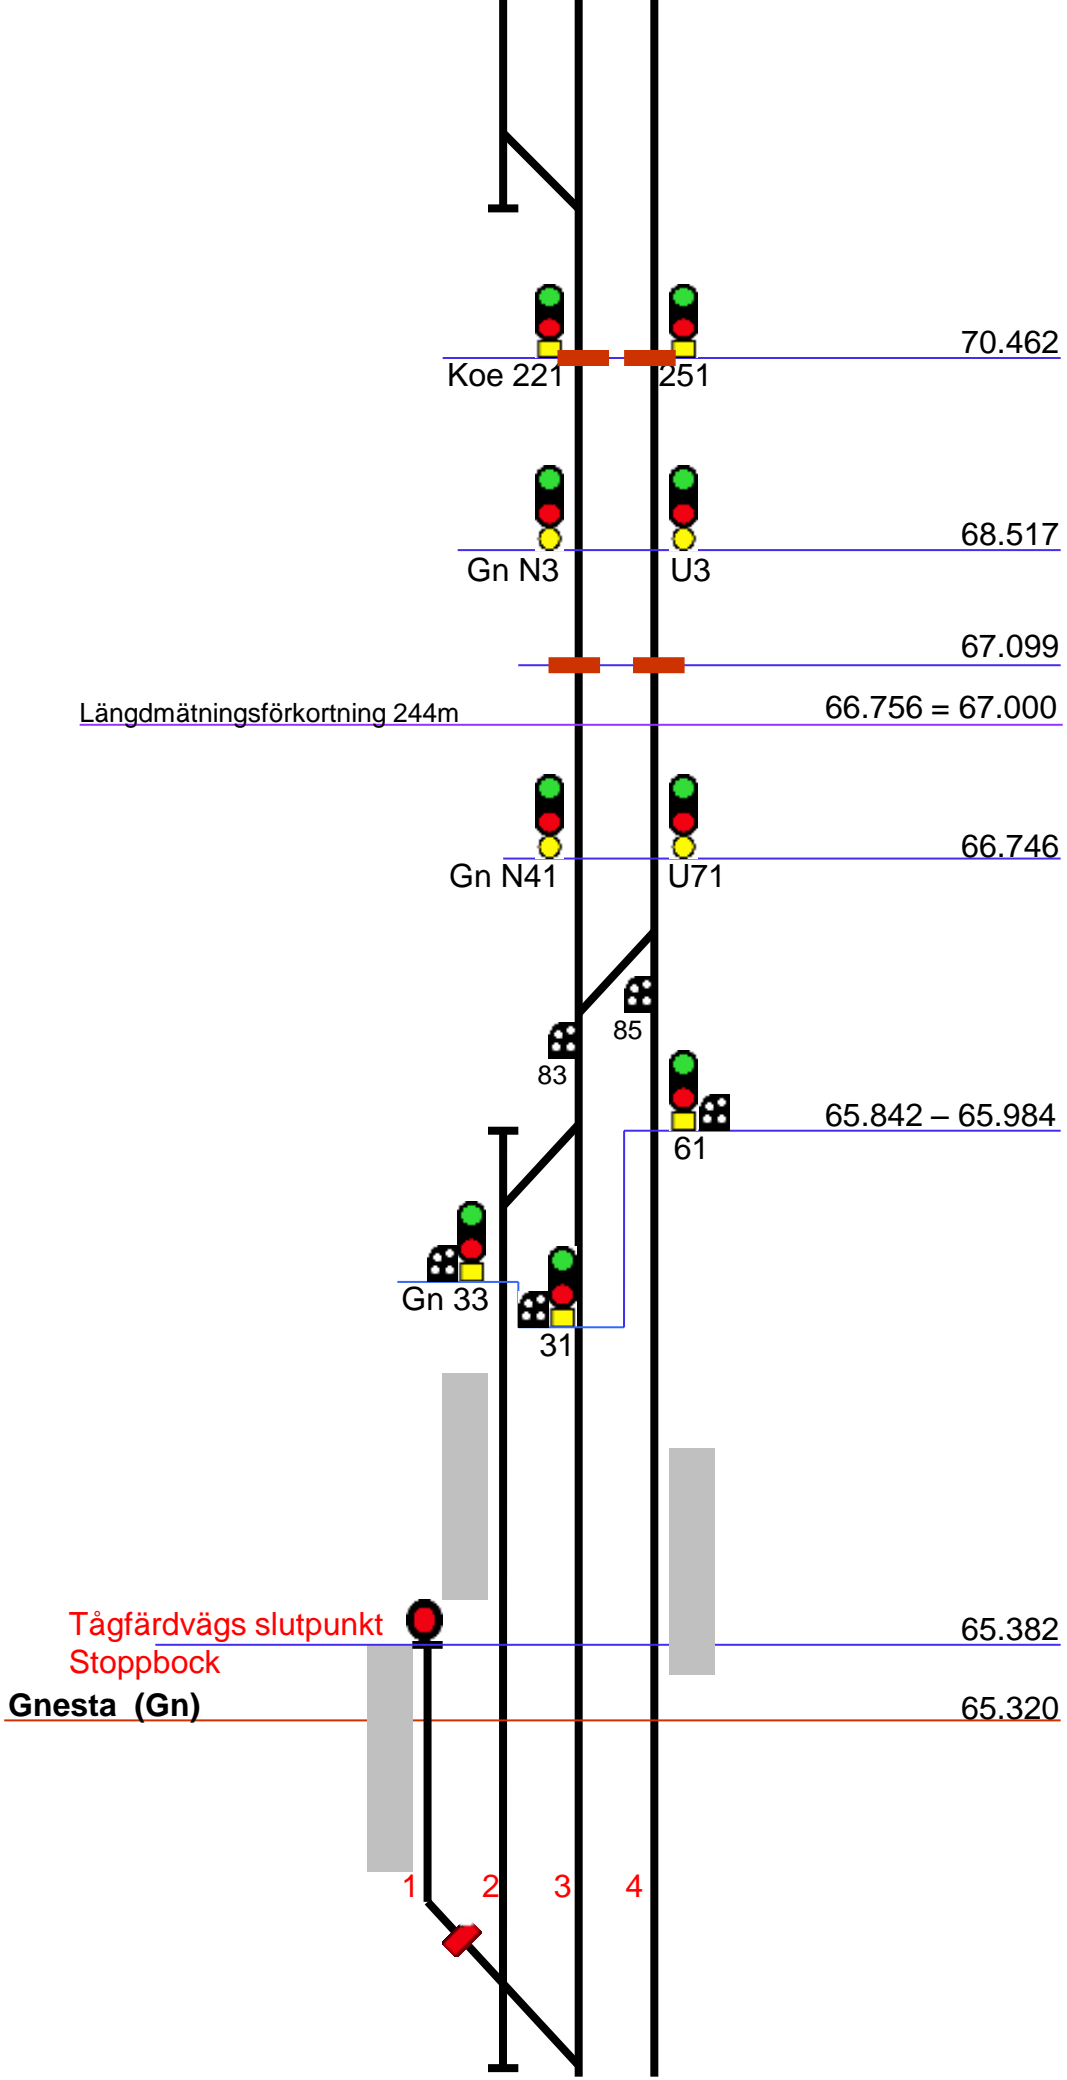 70.462
Koe 221 251
68.517
Gn N3 U3
67.099
Längdmätningsförkortning 244m 66.756 = 67.000
66.746
Gn N41 U71
85
83
65.842 – 65.984
61
Gn 33
31
Tågfärdvägs slutpunkt 65.382
Stoppbock
Gnesta (Gn) 65.320
1 2 3 4